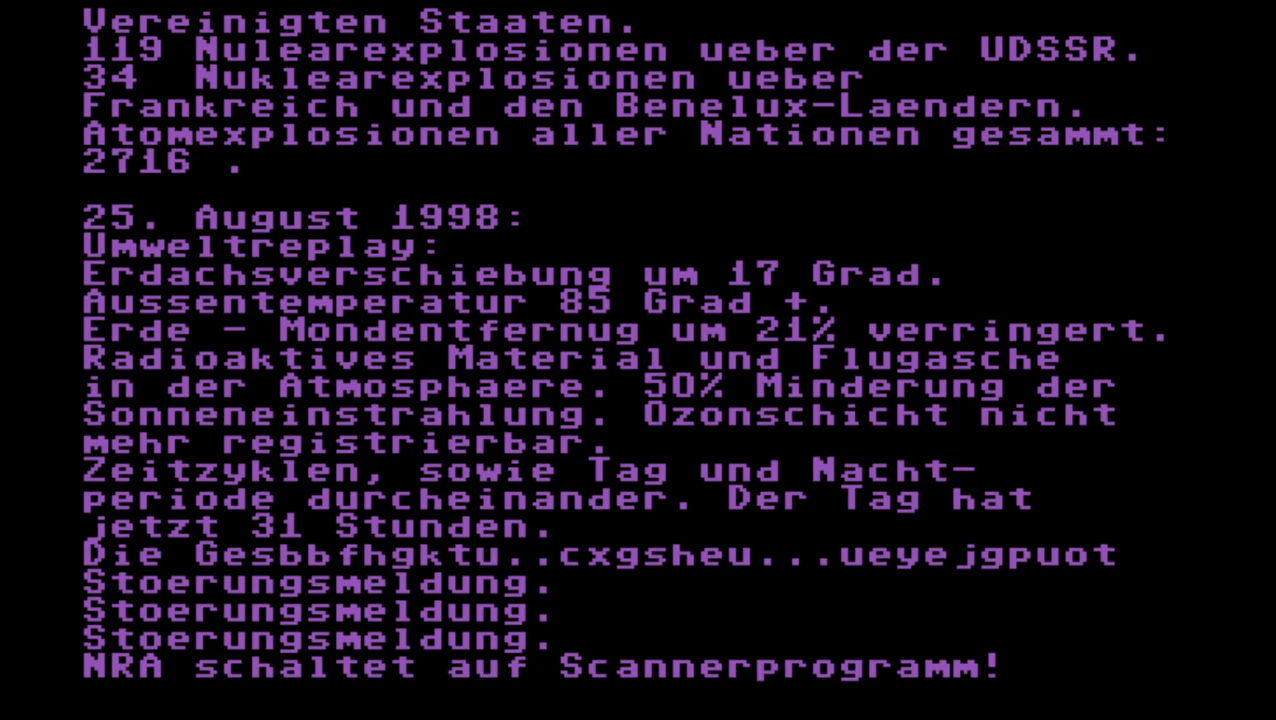 Vereinigten Staaten.
119 Nulearexplosionen ueber der UDSSR.
34  Nuklearexplosionen ueber
Frankreich und den Benelux-Laendern.
Atomexplosionen aller Nationen gesammt:
2716 .
25. August 1998:
Umweltreplay:
Erdachsverschiebung um 17 Grad.
Aussentemperatur 85 Grad +.
Erde - Mondentfernug um 21% verringert.
Radioaktives Material und Flugasche
in der Atmosphaere. 50% Minderung der
Sonneneinstrahlung. Ozonschicht nicht
mehr registrierbar.
Zeitzyklen, sowie Tag und Nacht-
periode durcheinander. Der Tag hat
jetzt 31 Stunden.
Die Gesbbfhgktu..cxgsheu...ueyejgpuot
Stoerungsmeldung.
Stoerungsmeldung.
Stoerungsmeldung.
NRA schaltet auf Scannerprogramm!